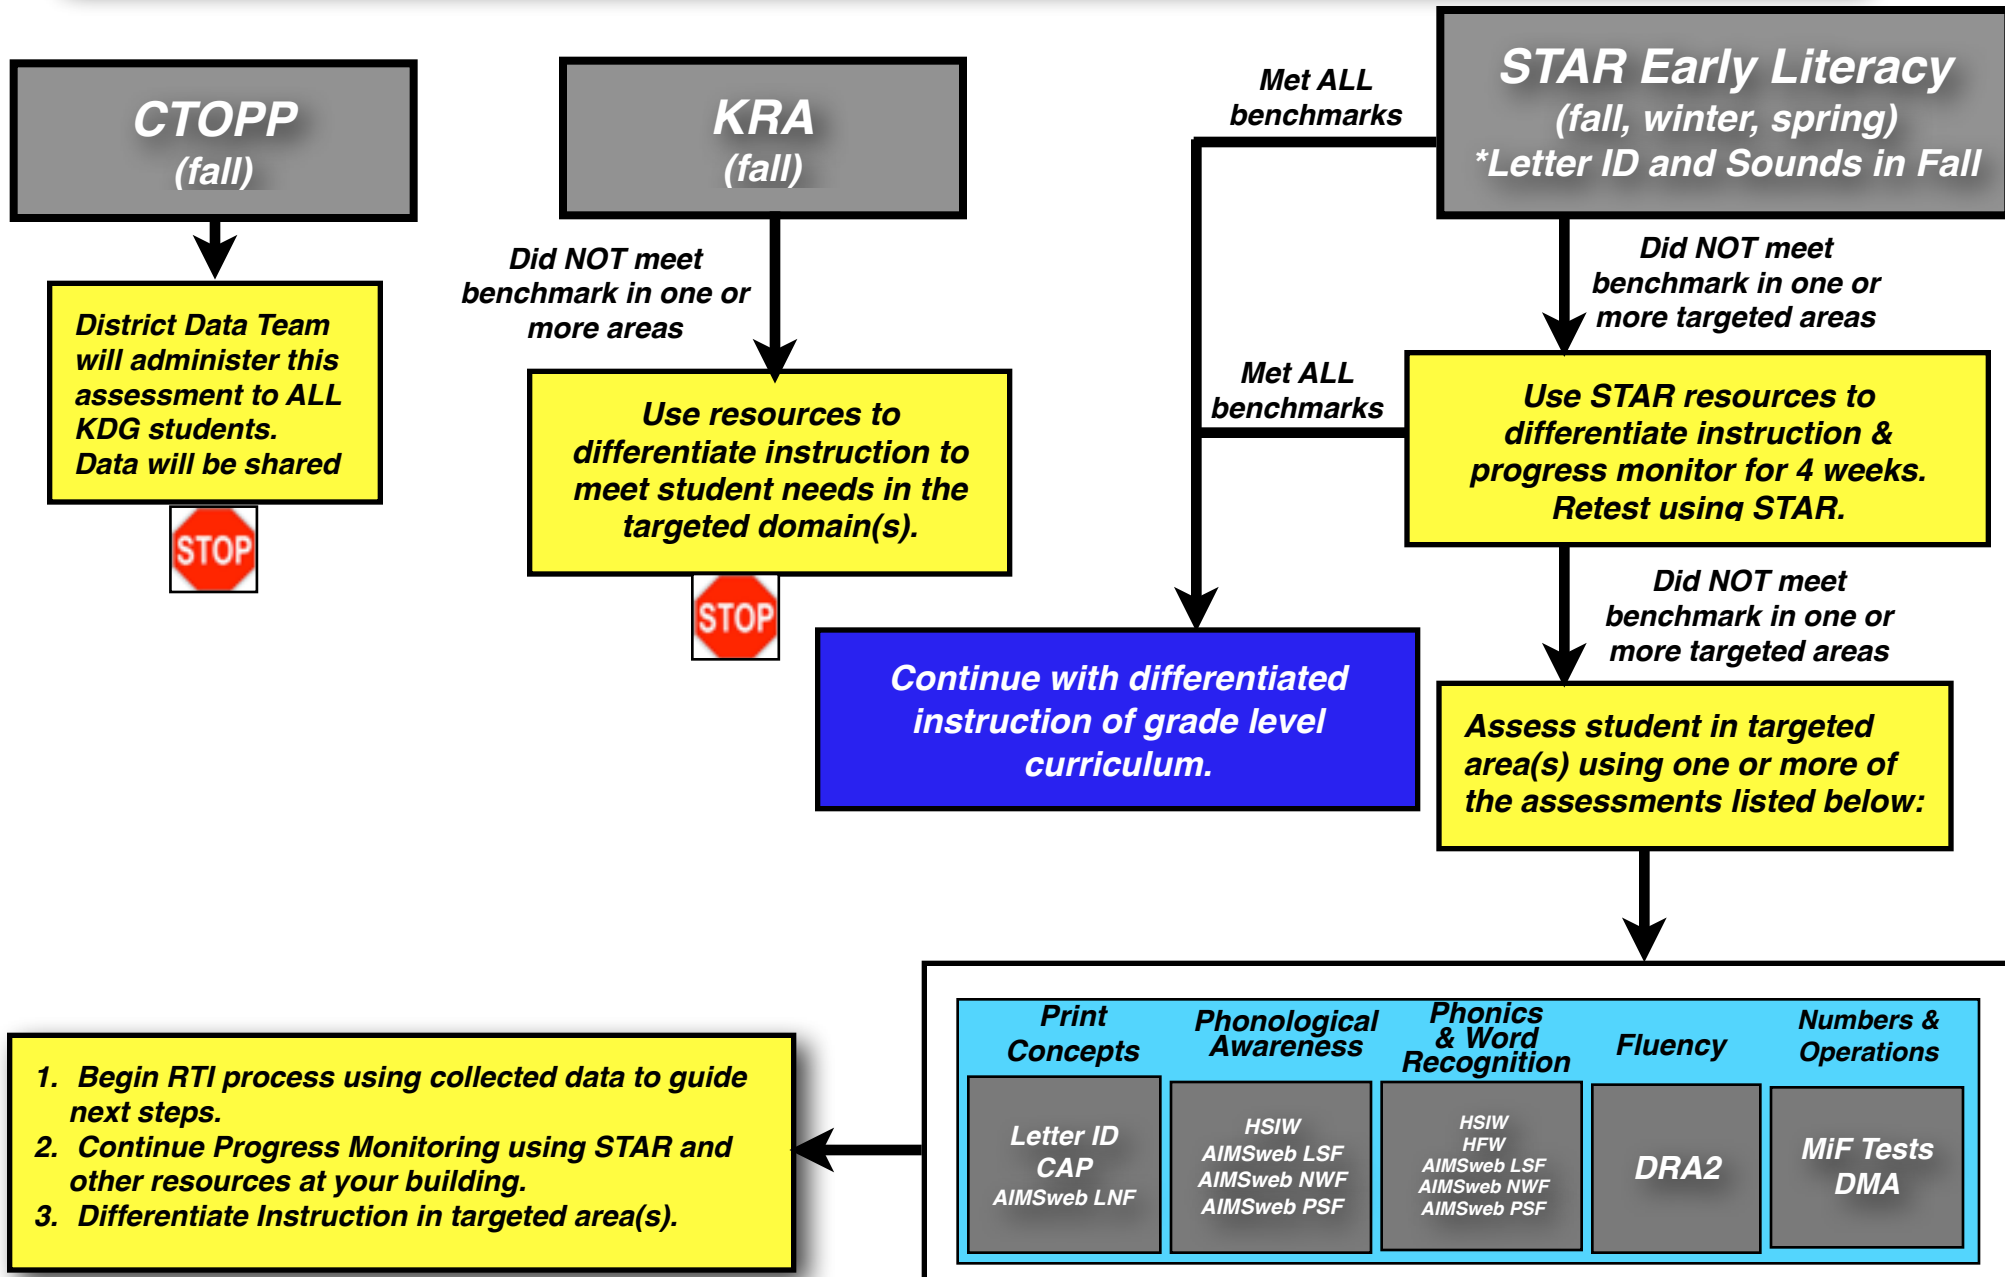 CTOPP
(fall)
District Data Team
will administer this
assessment to ALL
KDG students.
Data will be shared
STOP
KRA
(fall)
Did NOT meet
benchmark in one or
more areas
Use resources to
differentiate instruction to
meet student needs in the
targeted domain(s).
STOP
STAR Early Literacy
(fall, winter, spring)
*Letter ID and Sounds in Fall
Met ALL
benchmarks
Did NOT meet
benchmark in one or
more targeted areas
Use STAR resources to
differentiate instruction &
progress monitor for 4 weeks.
Retest using STAR.
Met ALL
benchmarks
Continue with differentiated
instruction of grade level
curriculum.
Did NOT meet
benchmark in one or
more targeted areas
Assess student in targeted
area(s) using one or more of
the assessments listed below:
Print
Concepts
Letter ID
CAP
AIMSweb LNF
Phonological
Awareness
HSIW
AIMSweb LSF
AIMSweb NWF
AIMSweb PSF
Phonics
& Word
Recognition
HSIW
HFW
AIMSweb LSF
AIMSweb NWF
AIMSweb PSF
Fluency
DRA2
Numbers &
Operations
MiF Tests
DMA
1. Begin RTI process using collected data to guide
next steps.
2. Continue Progress Monitoring using STAR and
other resources at your building.
3. Differentiate Instruction in targeted area(s).